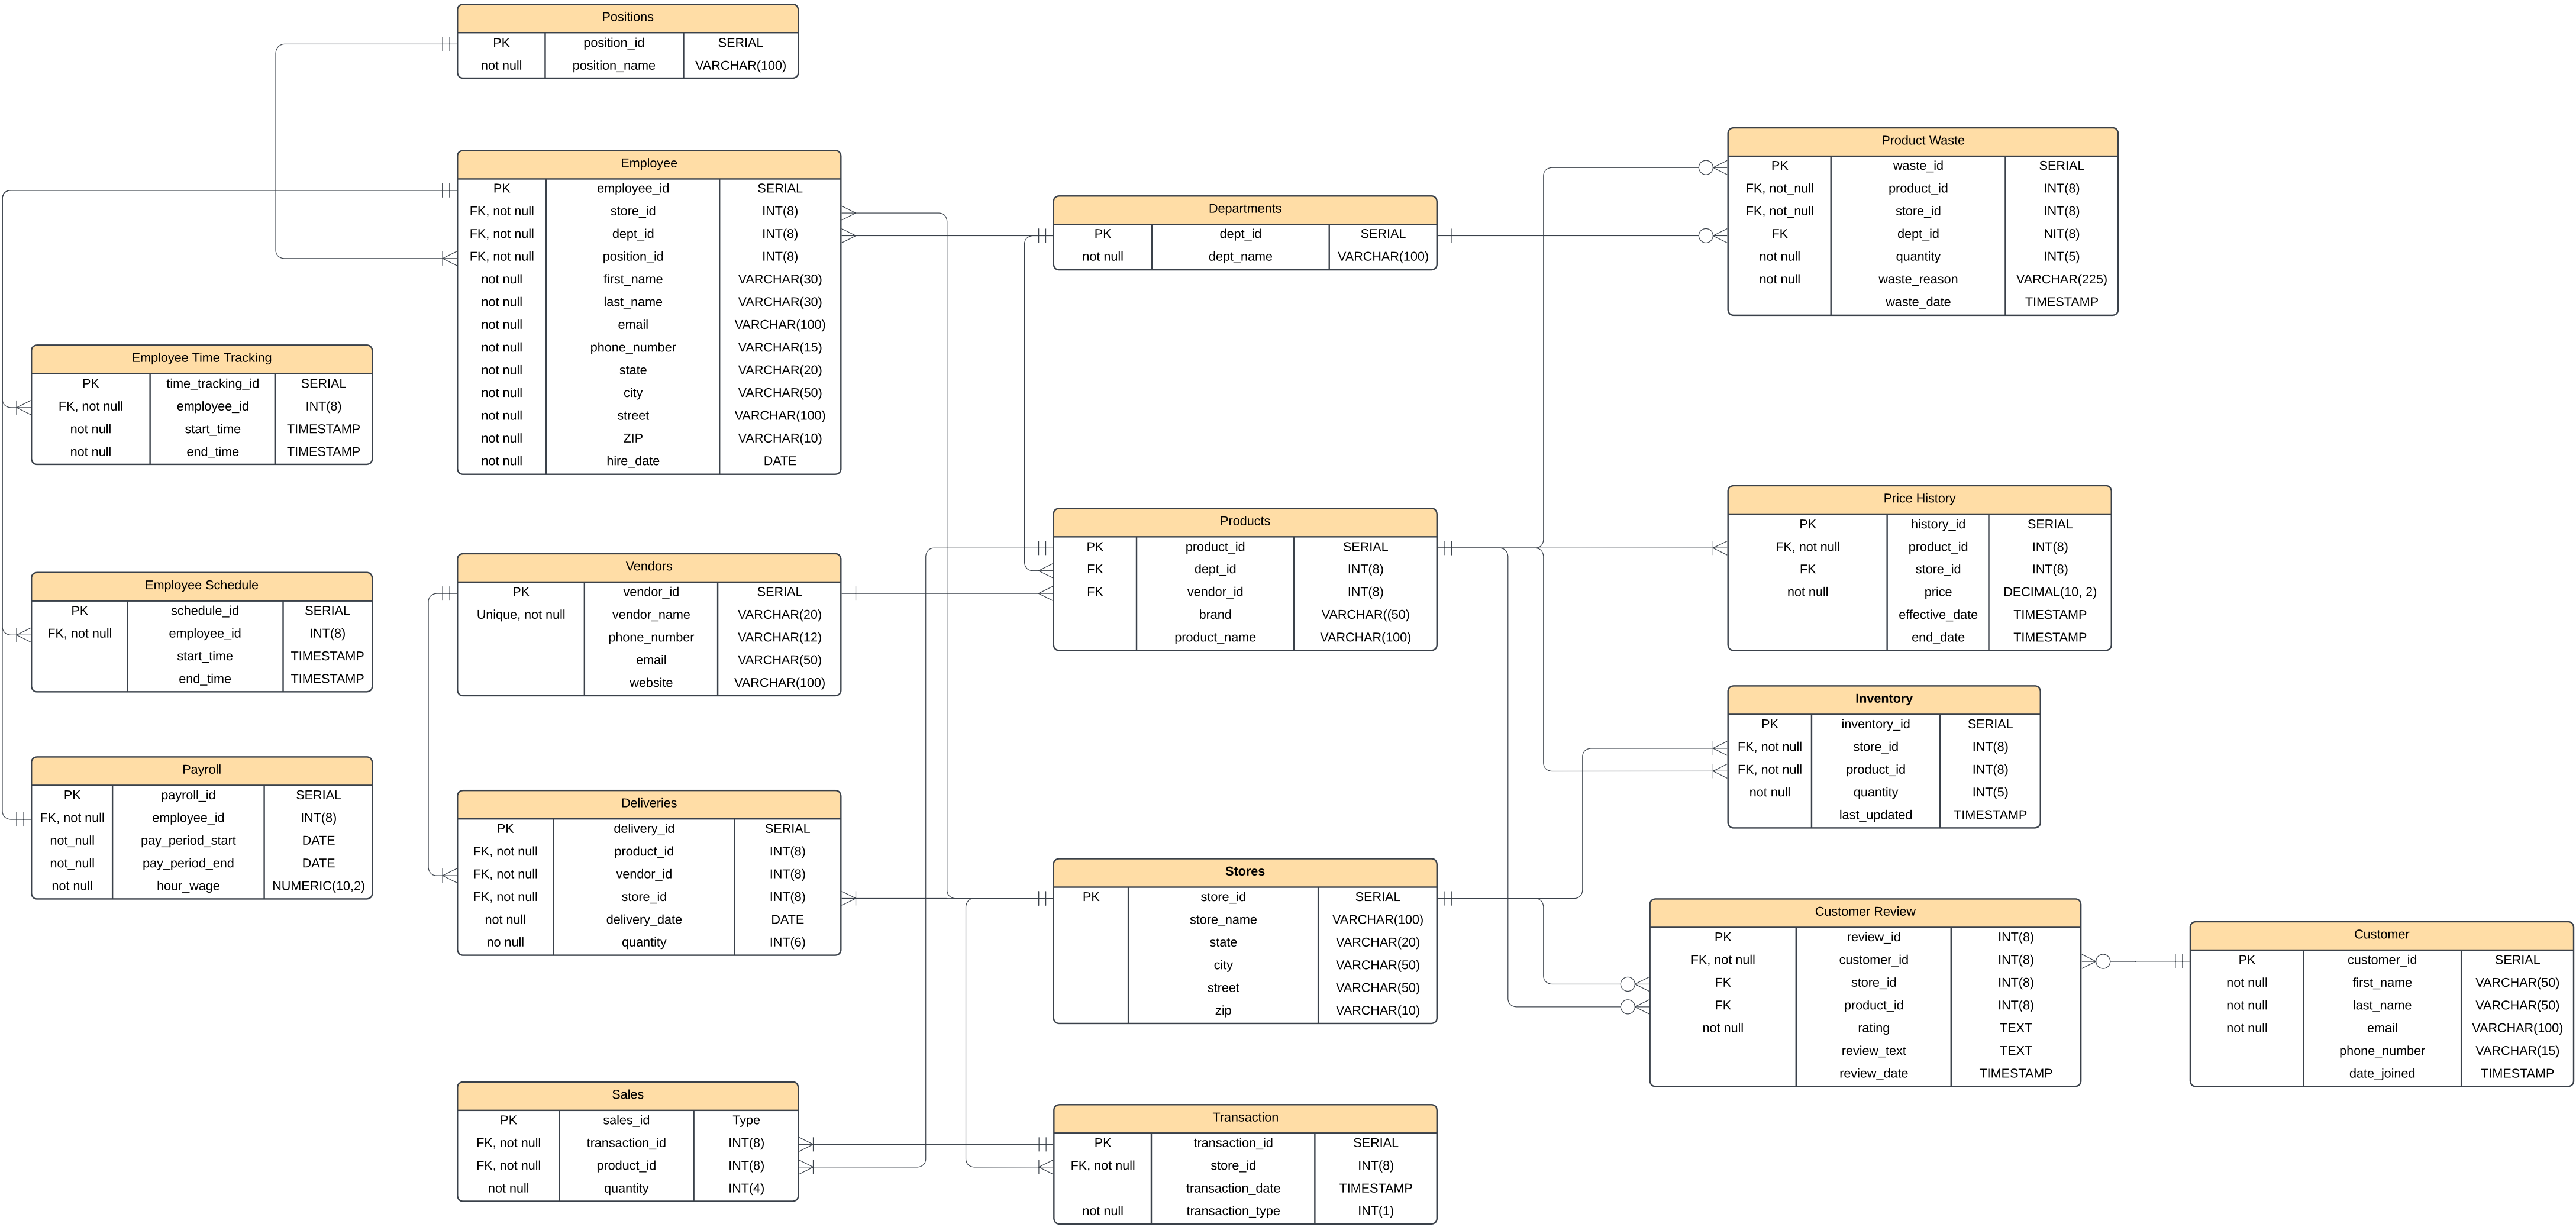 Positions
PK position_id SERIAL
not null position_name VARCHAR(100)
Employee
PK employee_id SERIAL
FK, not null store_id INT(8)
FK, not null dept_id INT(8)
FK, not null position_id INT(8)
not null first_name VARCHAR(30)
not null last_name VARCHAR(30)
not null email VARCHAR(100)
not null phone_number VARCHAR(15)
not null state VARCHAR(20)
not null city VARCHAR(50)
not null street VARCHAR(100)
not null ZIP VARCHAR(10)
not null hire_date DATE
Departments
PK dept_id SERIAL
not null dept_name VARCHAR(100)
Product Waste
PK waste_id SERIAL
FK, not_null product_id INT(8)
FK, not_null store_id INT(8)
FK dept_id NIT(8)
not null quantity INT(5)
not null waste_reason VARCHAR(225)
waste_date TIMESTAMP
Employee Time Tracking
PK time_tracking_id SERIAL
FK, not null employee_id INT(8)
not null start_time TIMESTAMP
not null end_time TIMESTAMP
Employee Schedule
PK schedule_id SERIAL
FK, not null employee_id INT(8)
start_time TIMESTAMP
end_time TIMESTAMP
Vendors
PK vendor_id SERIAL
Unique, not null vendor_name VARCHAR(20)
phone_number VARCHAR(12)
email VARCHAR(50)
website VARCHAR(100)
Products
PK product_id SERIAL
FK dept_id INT(8)
FK vendor_id INT(8)
brand VARCHAR((50)
product_name VARCHAR(100)
Price History
PK history_id SERIAL
FK, not null product_id INT(8)
FK store_id INT(8)
not null price DECIMAL(10, 2)
effective_date TIMESTAMP
end_date TIMESTAMP
Inventory
PK inventory_id SERIAL
FK, not null store_id INT(8)
FK, not null product_id INT(8)
not null quantity INT(5)
last_updated TIMESTAMP
Payroll
PK payroll_id SERIAL
FK, not null employee_id INT(8)
not_null pay_period_start DATE
not_null pay_period_end DATE
not null hour_wage NUMERIC(10,2)
Deliveries
PK delivery_id SERIAL
FK, not null product_id INT(8)
FK, not null vendor_id INT(8)
FK, not null store_id INT(8)
not null delivery_date DATE
no null quantity INT(6)
Stores
PK store_id SERIAL
store_name VARCHAR(100)
state VARCHAR(20)
city VARCHAR(50)
street VARCHAR(50)
zip VARCHAR(10)
Customer Review
PK review_id INT(8)
FK, not null customer_id INT(8)
FK store_id INT(8)
FK product_id INT(8)
not null rating TEXT
review_text TEXT
review_date TIMESTAMP
Customer
PK customer_id SERIAL
not null first_name VARCHAR(50)
not null last_name VARCHAR(50)
not null email VARCHAR(100)
phone_number VARCHAR(15)
date_joined TIMESTAMP
Sales
PK sales_id Type
FK, not null transaction_id INT(8)
FK, not null product_id INT(8)
not null quantity INT(4)
Transaction
PK transaction_id SERIAL
FK, not null store_id INT(8)
transaction_date TIMESTAMP
not null transaction_type INT(1)